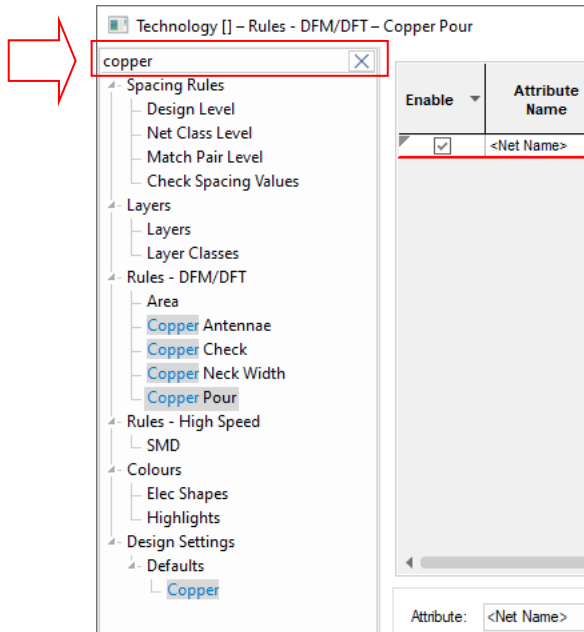 Technology [] – Rules - DFM/DFT – Copper Pour
copper
Spacing Rules
Design Level
Net Class Level
Match Pair Level
Check Spacing Values
Layers
Layers
Layer Classes
Rules - DFM/DFT
Area
Copper Antennae
Copper Check
Copper Neck Width
Copper Pour
Rules - High Speed
SMD
Colours
Elec Shapes
Highlights
Design Settings
Defaults
Copper
Enable
Attribute
Name
<Net Name>
Attribute: <Net Name>